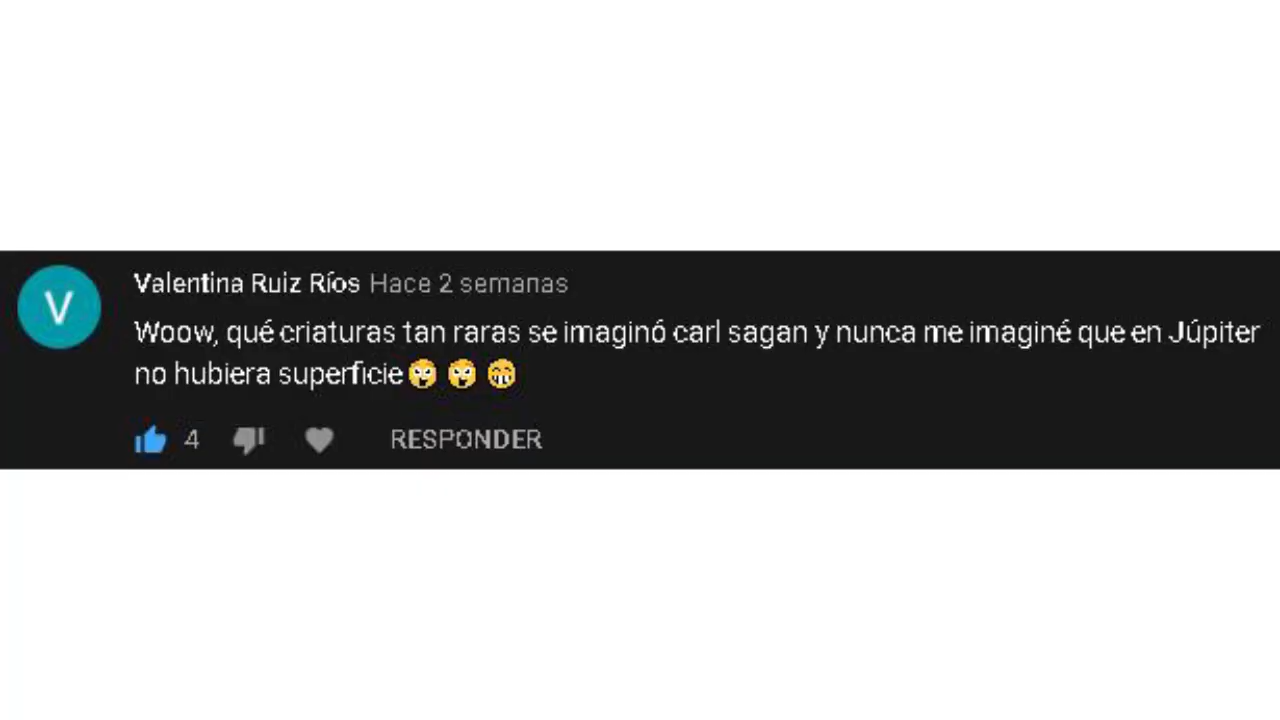 V
Valentina Ruiz Ríos Hace 2 semanas
Woow, qué criaturas tan raras se imaginó carl sagan y nunca me imaginé que en Júpiter
no hubiera superficie😲😲😁
4 RESPONDER